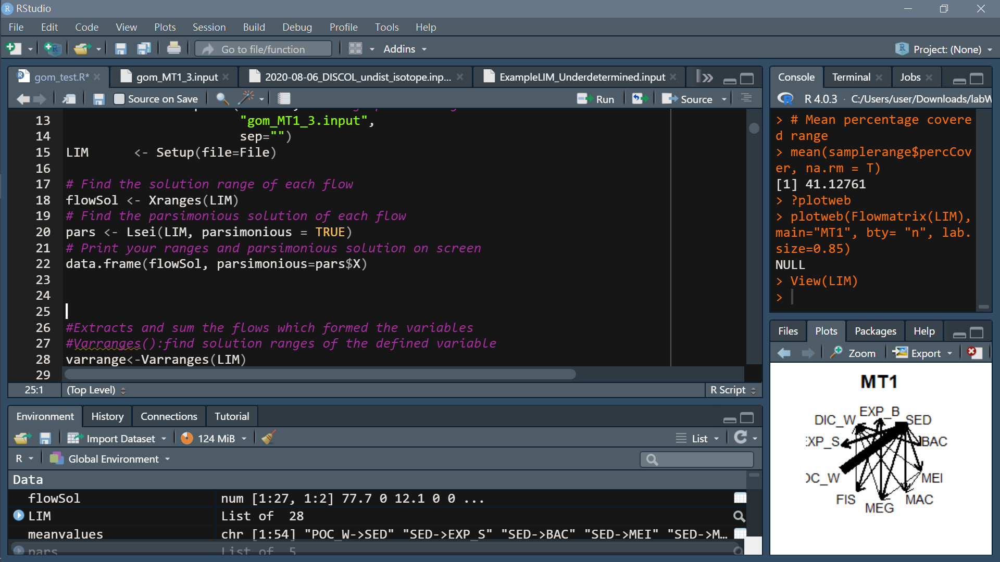 RStudio
File Edit Code View Plots Session Build Debug Profile Tools Help
Go to file/function Addins Project: (None)
gom_test.R* gom_MT1_3.input 2020-08-06_DISCOL_undist_isotope.inp... ExampleLIM_Underdetermined.input
Source on Save Run Source
13 "gom_MT1_3.input",
14 sep="")
15 LIM <- Setup(file=File)
16
17 # Find the solution range of each flow
18 flowSol <- Xranges(LIM)
19 # Find the parsimonious solution of each flow
20 pars <- Lsei(LIM, parsimonious = TRUE)
21 # Print your ranges and parsimonious solution on screen
22 data.frame(flowSol, parsimonious=pars$X)
23
24
25
26 #Extracts and sum the flows which formed the variables
27 #Varranges():find solution ranges of the defined variable
28 varrange<-Varranges(LIM)
29
25:1 (Top Level) R Script
Environment History Connections Tutorial
Import Dataset 124 MiB List
R Global Environment
Data
flowSol num [1:27, 1:2] 77.7 0 12.1 0 0 ...
LIM List of 28
meanvalues chr [1:54] "POC_W->SED" "SED->EXP_S" "SED->BAC" "SED->MEI" "SED->M...
pars List of 5
Console Terminal Jobs
R 4.0.3 · C:/Users/user/Downloads/labW
> # Mean percentage covere
d range
> mean(samplerange$percCov
er, na.rm = T)
[1] 41.12761
> ?plotweb
> plotweb(Flowmatrix(LIM),
main="MT1", bty= "n", lab.
size=0.85)
NULL
> View(LIM)
>
Files Plots Packages Help
Zoom Export
MT1
EXP_B
DIC_W SED
XP_S BAC
OC_W MEI
FIS MAC
MEG